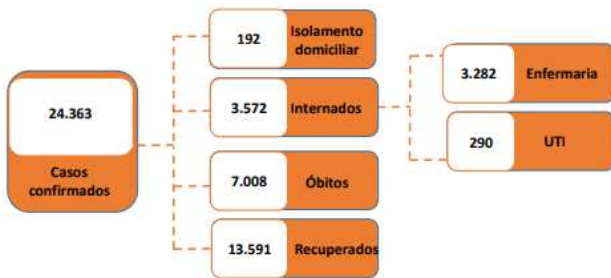 24.363
Casos
confirmados
192
Isolamento
domiciliar
3.572
Internados
7.008
Óbitos
13.591
Recuperados
3.282
Enfermaria
290
UTI